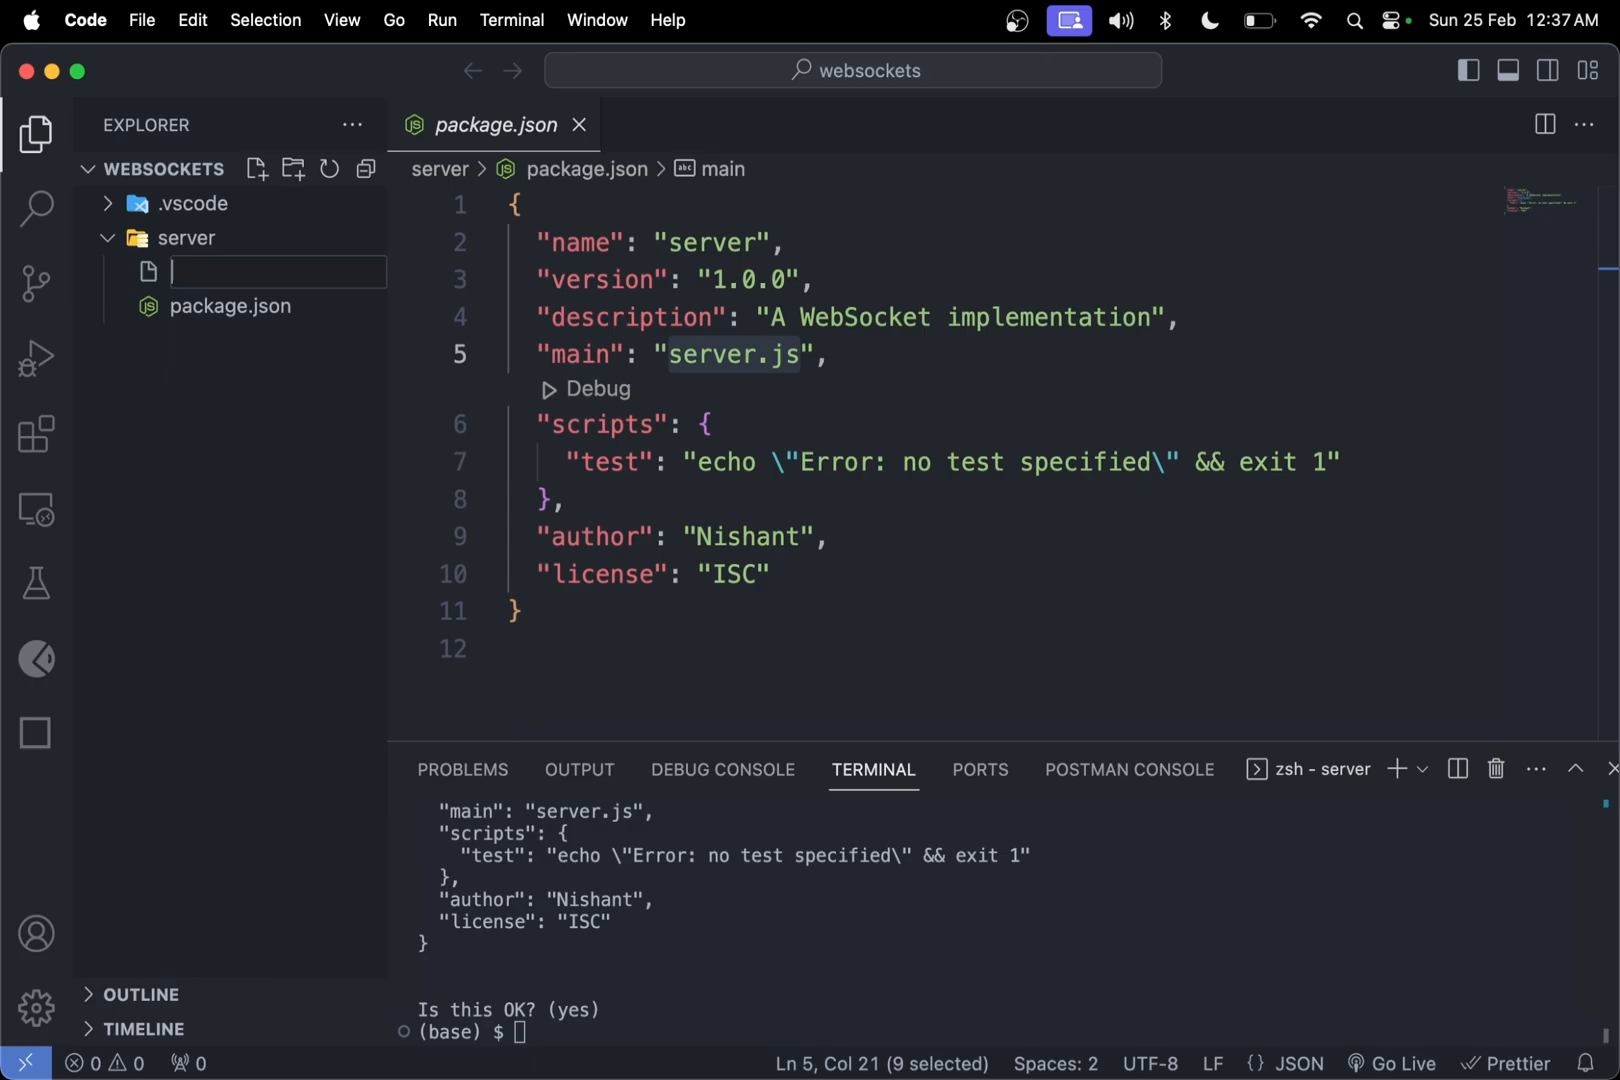 Code File Edit Selection View Go Run Terminal Window Help Sun 25 Feb 12:37 AM
websockets
EXPLORER
package.json
WEBSOCKETS
server > package.json > abc main
.vscode
server
package.json
1 {
2 "name": "server",
3 "version": "1.0.0",
4 "description": "A WebSocket implementation",
5 "main": "server.js",
Debug
6 "scripts": {
7 "test": "echo \"Error: no test specified\" && exit 1"
8 },
9 "author": "Nishant",
10 "license": "ISC"
11 }
12
PROBLEMS OUTPUT DEBUG CONSOLE TERMINAL PORTS POSTMAN CONSOLE zsh - server
"main": "server.js",
"scripts": {
"test": "echo \"Error: no test specified\" && exit 1"
},
"author": "Nishant",
"license": "ISC"
}
Is this OK? (yes)
(base) $
OUTLINE
TIMELINE
0 0 0 Ln 5, Col 21 (9 selected) Spaces: 2 UTF-8 LF {} JSON Go Live Prettier